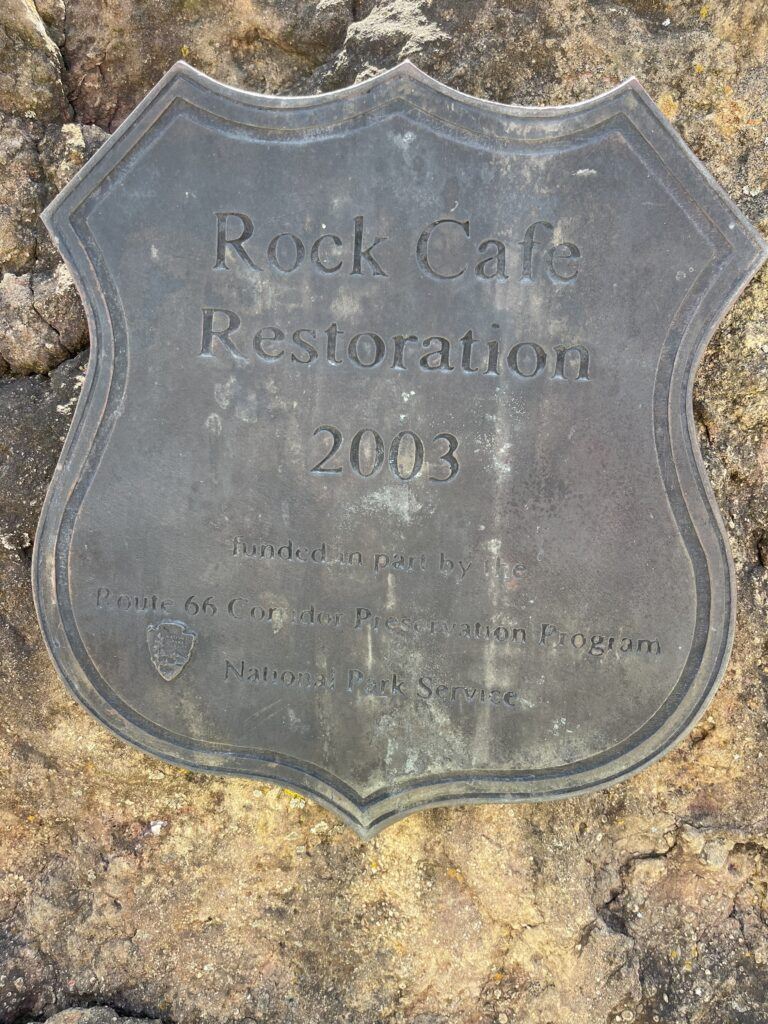 Rock Cafe
Restoration
2003
funded in part by the
Route 66 Corridor Preservation Program
National Park Service